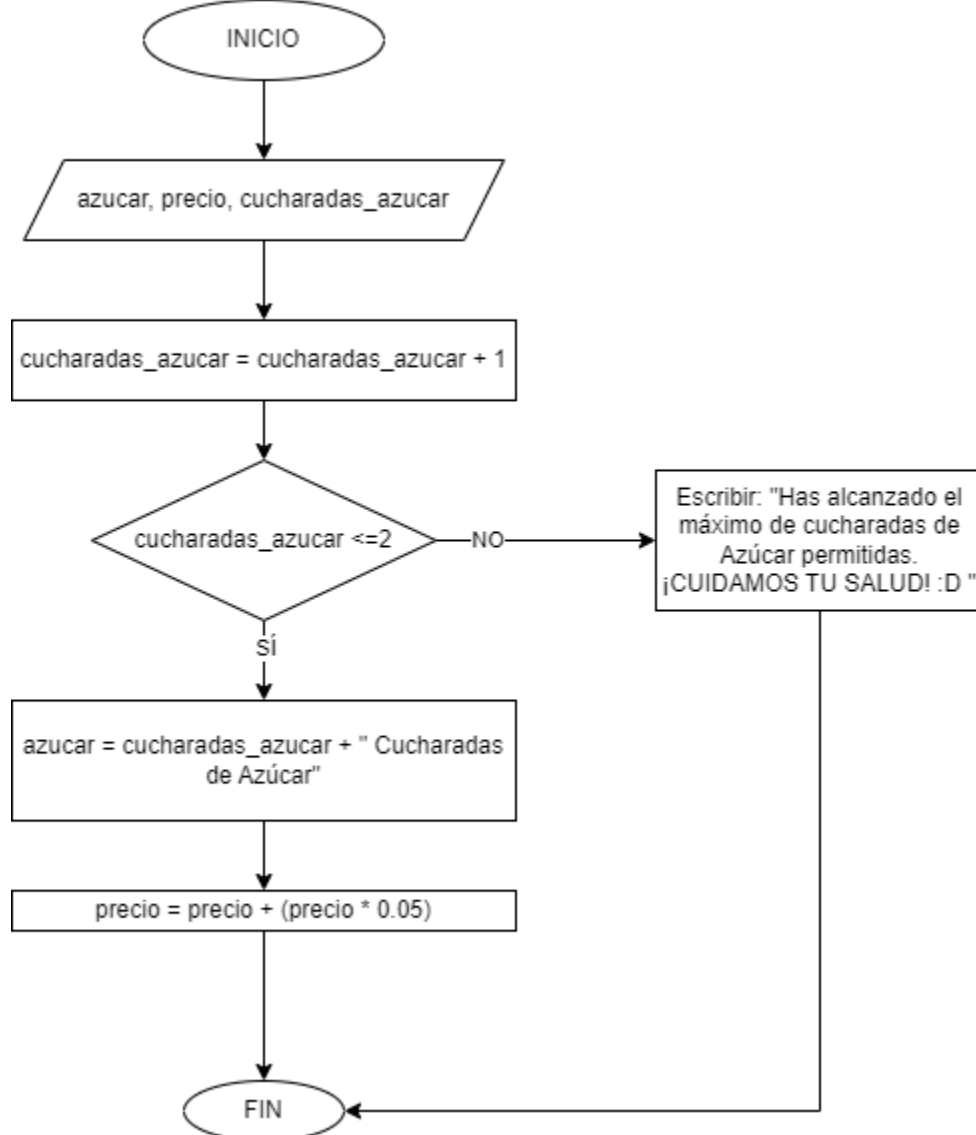 INICIO
azucar, precio, cucharadas_azucar
cucharadas_azucar = cucharadas_azucar + 1
cucharadas_azucar <=2
NO
Escribir: "Has alcanzado el
máximo de cucharadas de
Azúcar permitidas.
¡CUIDAMOS TU SALUD! :D "
SÍ
azucar = cucharadas_azucar + " Cucharadas
de Azúcar"
precio = precio + (precio * 0.05)
FIN